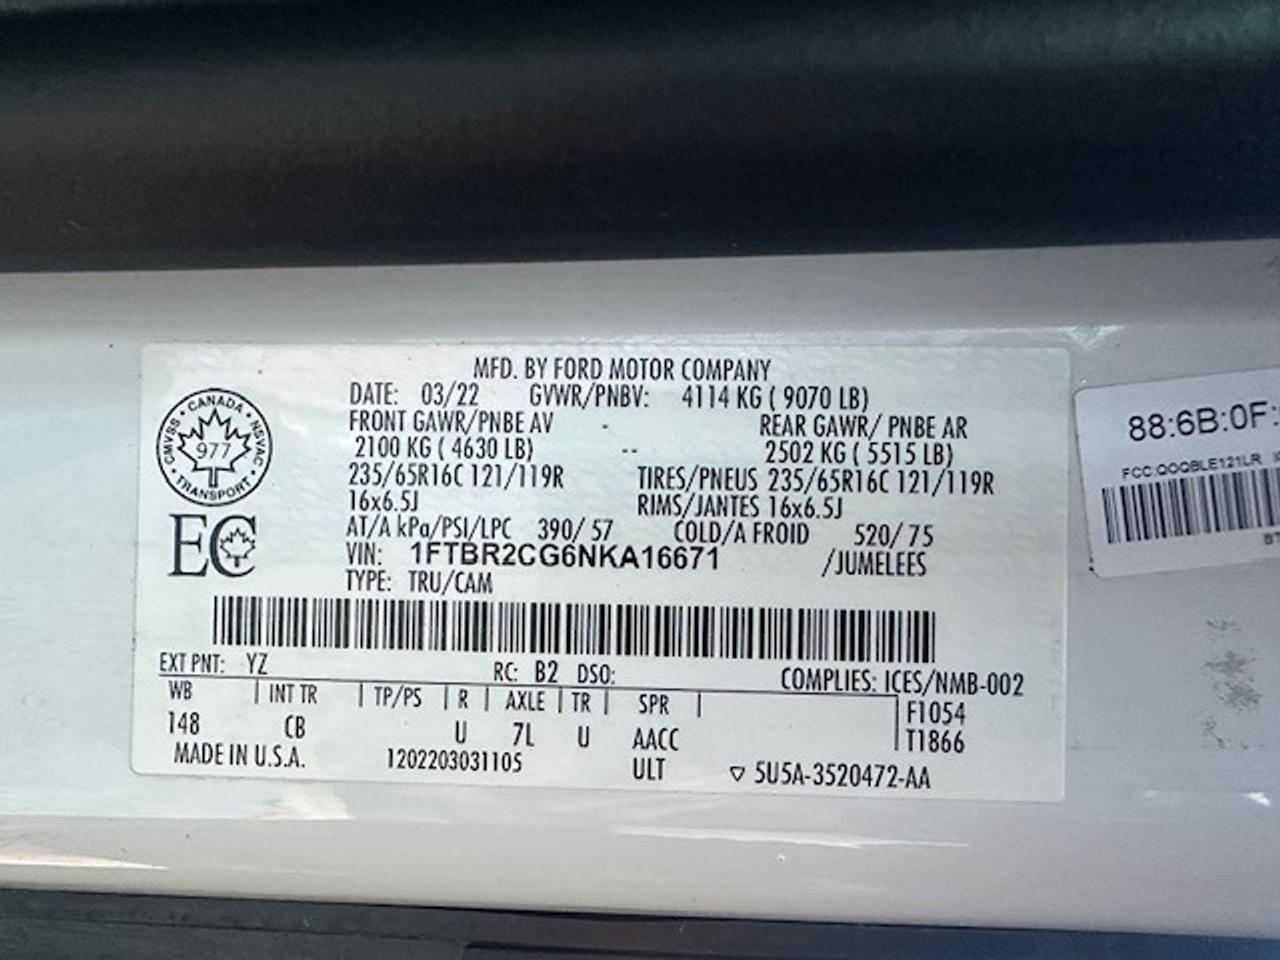 MFD. BY FORD MOTOR COMPANY
DATE: 03/22 GVWR/PNBV: 4114 KG ( 9070 LB)
FRONT GAWR/PNBE AV - REAR GAWR/ PNBE AR
2100 KG ( 4630 LB) -- 2502 KG ( 5515 LB)
235/65R16C 121/119R TIRES/PNEUS 235/65R16C 121/119R
16x6.5J RIMS/JANTES 16x6.5J
AT/A kPa/PSI/LPC 390/ 57 COLD/A FROID 520/ 75
VIN: 1FTBR2CG6NKA16671 /JUMELEES
TYPE: TRU/CAM
CANADA · NSVAC · TRANSPORT · CMVSS ·
977
EC
EXT PNT: YZ RC: B2 DSO: COMPLIES: ICES/NMB-002
WB | INT TR | TP/PS | R | AXLE | TR | SPR | F1054
148 CB U 7L U AACC T1866
MADE IN U.S.A. 1202203031105 ULT ▽ 5U5A-3520472-AA
88:6B:0F:
FCC:QOQBLE121LR